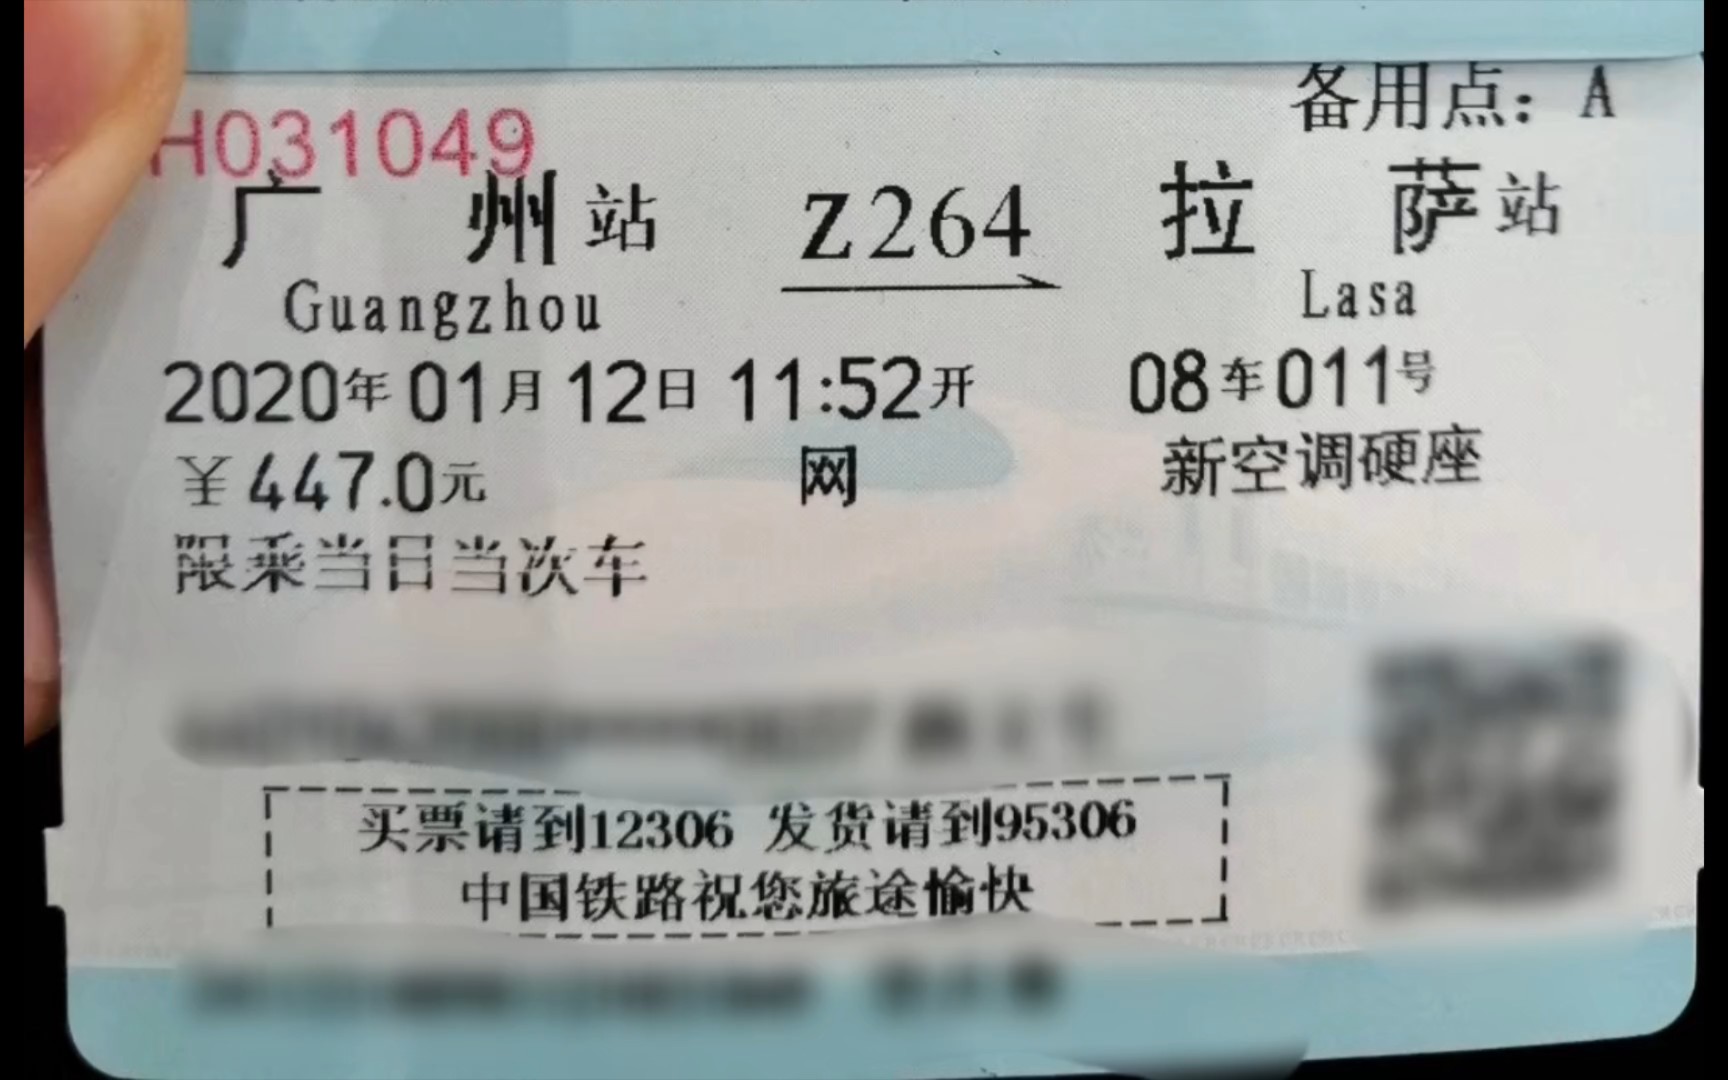 备用点：A
H031049
广州站 Z264 拉萨站
Guangzhou Lasa
2020年01月12日 11:52开 08车011号
￥447.0元 网 新空调硬座
限乘当日当次车
买票请到12306 发货请到95306
中国铁路祝您旅途愉快